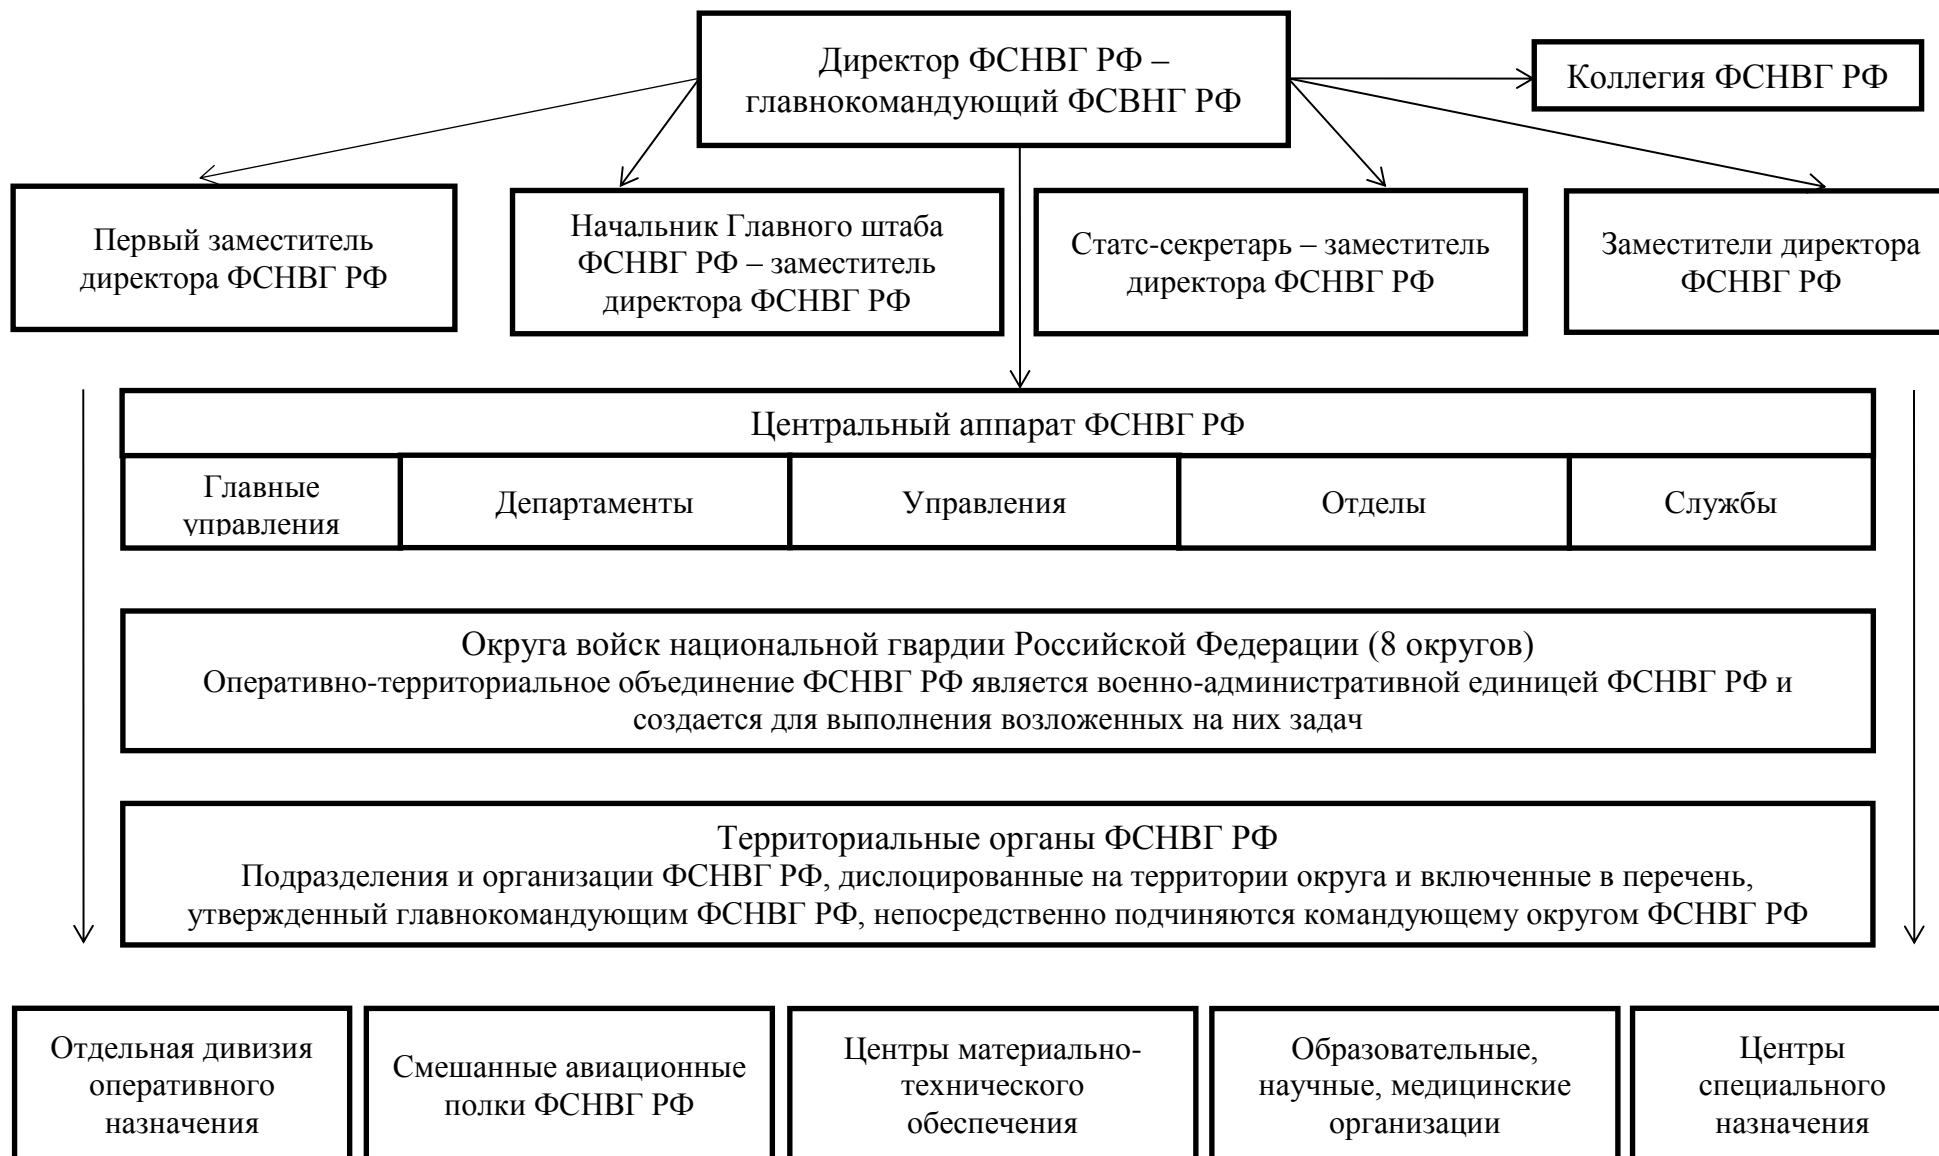 Директор ФСНВГ РФ –
главнокомандующий ФСВНГ РФ
Коллегия ФСНВГ РФ
Первый заместитель
директора ФСНВГ РФ
Начальник Главного штаба
ФСНВГ РФ – заместитель
директора ФСНВГ РФ
Статс-секретарь – заместитель
директора ФСНВГ РФ
Заместители директора
ФСНВГ РФ
Центральный аппарат ФСНВГ РФ
Главные
управления
Департаменты
Управления
Отделы
Службы
Округа войск национальной гвардии Российской Федерации (8 округов)
Оперативно-территориальное объединение ФСНВГ РФ является военно-административной единицей ФСНВГ РФ и
создается для выполнения возложенных на них задач
Территориальные органы ФСНВГ РФ
Подразделения и организации ФСНВГ РФ, дислоцированные на территории округа и включенные в перечень,
утвержденный главнокомандующим ФСНВГ РФ, непосредственно подчиняются командующему округом ФСНВГ РФ
Отдельная дивизия
оперативного
назначения
Смешанные авиационные
полки ФСНВГ РФ
Центры материально-
технического
обеспечения
Образовательные,
научные, медицинские
организации
Центры
специального
назначения